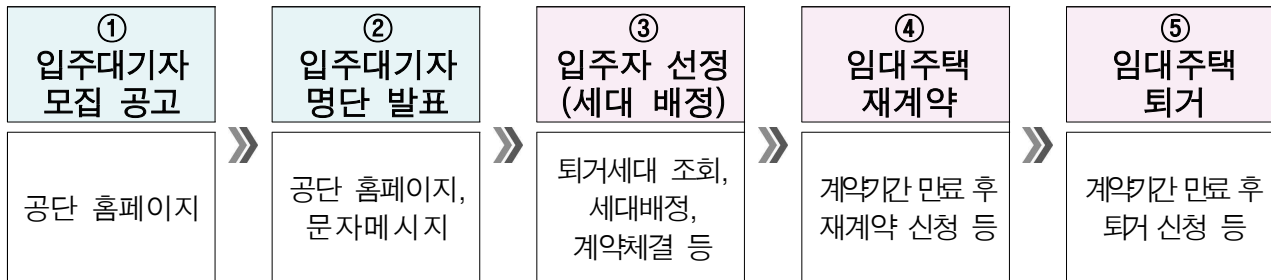 ①
입주대기자
모집 공고
공단 홈페이지
②
입주대기자
명단 발표
공단 홈페이지,
문자메시지
③
입주자 선정
(세대 배정)
퇴거세대 조회,
세대배정,
계약체결 등
④
임대주택
재계약
계약기간 만료 후
재계약 신청 등
⑤
임대주택
퇴거
계약기간 만료 후
퇴거 신청 등